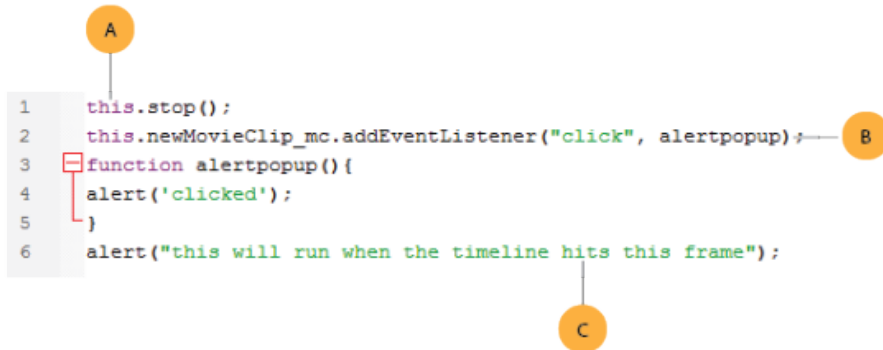 A
1 this.stop();
2 this.newMovieClip_mc.addEventListener("click", alertpopup);
B
3 function alertpopup(){
4 alert('clicked');
5 }
6 alert("this will run when the timeline hits this frame");
C